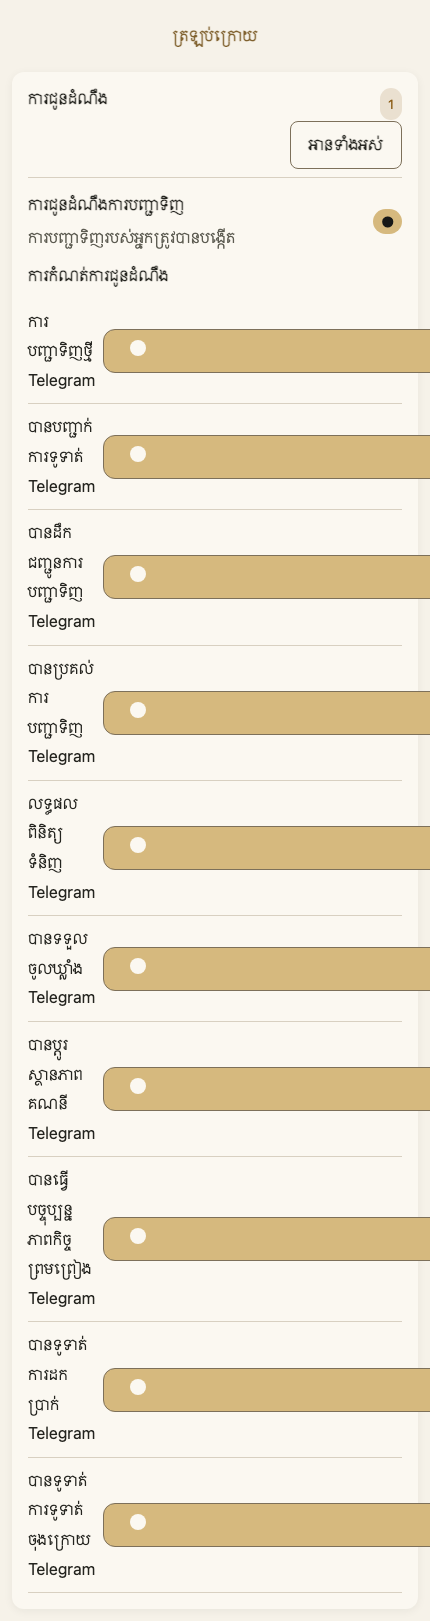 ត្រឡប់ក្រោយ
ការជូនដំណឹង
1
អានទាំងអស់
ការជូនដំណឹងការបញ្ជាទិញ
ការបញ្ជាទិញរបស់អ្នកត្រូវបានបង្កើត
ការកំណត់ការជូនដំណឹង
ការ
បញ្ជាទិញថ្មី
Telegram
បានបញ្ជាក់
ការទូទាត់
Telegram
បានដឹក
ជញ្ជូនការ
បញ្ជាទិញ
Telegram
បានប្រគល់
ការ
បញ្ជាទិញ
Telegram
លទ្ធផល
ពិនិត្យ
ទំនិញ
Telegram
បានទទួល
ចូលឃ្លាំង
Telegram
បានប្តូរ
ស្ថានភាព
គណនី
Telegram
បានធ្វើ
បច្ចុប្បន្ន
ភាពកិច្ច
ព្រមព្រៀង
Telegram
បានទូទាត់
ការដក
ប្រាក់
Telegram
បានទូទាត់
ការទូទាត់
ចុងក្រោយ
Telegram